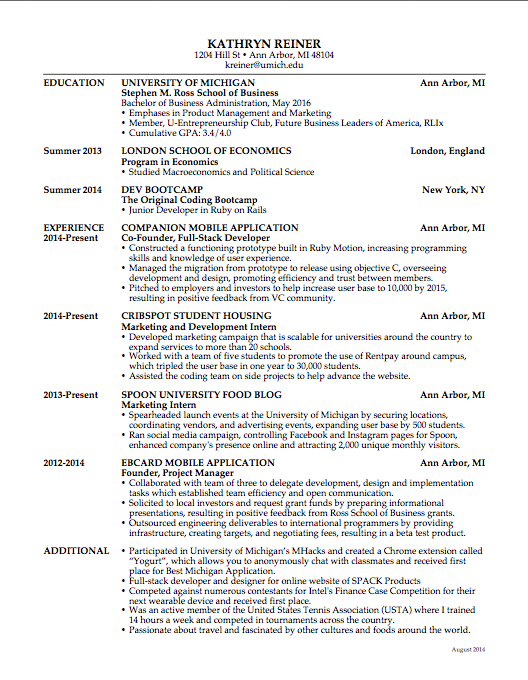 KATHRYN REINER
1204 Hill St • Ann Arbor, MI 48104
kreiner@umich.edu
EDUCATION UNIVERSITY OF MICHIGAN Ann Arbor, MI
Stephen M. Ross School of Business
Bachelor of Business Administration, May 2016
• Emphases in Product Management and Marketing
• Member, U-Entrepreneurship Club, Future Business Leaders of America, RLIx
• Cumulative GPA: 3.4/4.0
Summer 2013 LONDON SCHOOL OF ECONOMICS London, England
Program in Economics
• Studied Macroeconomics and Political Science
Summer 2014 DEV BOOTCAMP New York, NY
The Original Coding Bootcamp
• Junior Developer in Ruby on Rails
EXPERIENCE COMPANION MOBILE APPLICATION Ann Arbor, MI
2014-Present Co-Founder, Full-Stack Developer
• Constructed a functioning prototype built in Ruby Motion, increasing programming
skills and knowledge of user experience.
• Managed the migration from prototype to release using objective C, overseeing
development and design, promoting efficiency and trust between members.
• Pitched to employers and investors to help increase user base to 10,000 by 2015,
resulting in positive feedback from VC community.
2014-Present CRIBSPOT STUDENT HOUSING Ann Arbor, MI
Marketing and Development Intern
• Developed marketing campaign that is scalable for universities around the country to
expand services to more than 20 schools.
• Worked with a team of five students to promote the use of Rentpay around campus,
which tripled the user base in one year to 30,000 students.
• Assisted the coding team on side projects to help advance the website.
2013-Present SPOON UNIVERSITY FOOD BLOG Ann Arbor, MI
Marketing Intern
• Spearheaded launch events at the University of Michigan by securing locations,
coordinating vendors, and advertising events, expanding user base by 500 students.
• Ran social media campaign, controlling Facebook and Instagram pages for Spoon,
enhanced company's presence online and attracting 2,000 unique monthly visitors.
2012-2014 EBCARD MOBILE APPLICATION Ann Arbor, MI
Founder, Project Manager
• Collaborated with team of three to delegate development, design and implementation
tasks which established team efficiency and open communication.
• Solicited to local investors and request grant funds by preparing informational
presentations, resulting in positive feedback from Ross School of Business grants.
• Outsourced engineering deliverables to international programmers by providing
infrastructure, creating targets, and negotiating fees, resulting in a beta test product.
ADDITIONAL • Participated in University of Michigan's MHacks and created a Chrome extension called
"Yogurt", which allows you to anonymously chat with classmates and received first
place for Best Michigan Application.
• Full-stack developer and designer for online website of SPACK Products
• Competed against numerous contestants for Intel's Finance Case Competition for their
next wearable device and received first place.
• Was an active member of the United States Tennis Association (USTA) where I trained
14 hours a week and competed in tournaments across the country.
• Passionate about travel and fascinated by other cultures and foods around the world.
August 2014